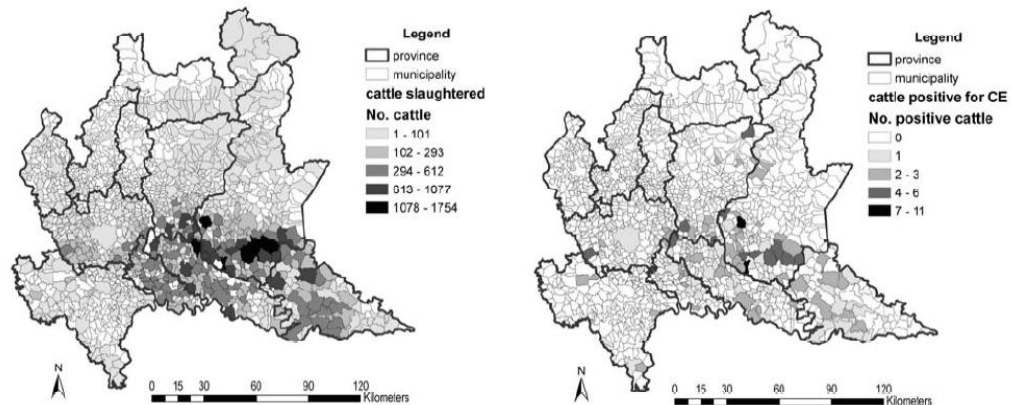 Legend
province
municipality
cattle slaughtered
No. cattle
1 - 101
102 - 293
294 - 612
613 - 1077
1078 - 1754
N
0 15 30 60 90 120
Kilometers
Legend
province
municipality
cattle positive for CE
No. positive cattle
0
1
2 - 3
4 - 6
7 - 11
N
0 15 30 60 90 120
Kilometers